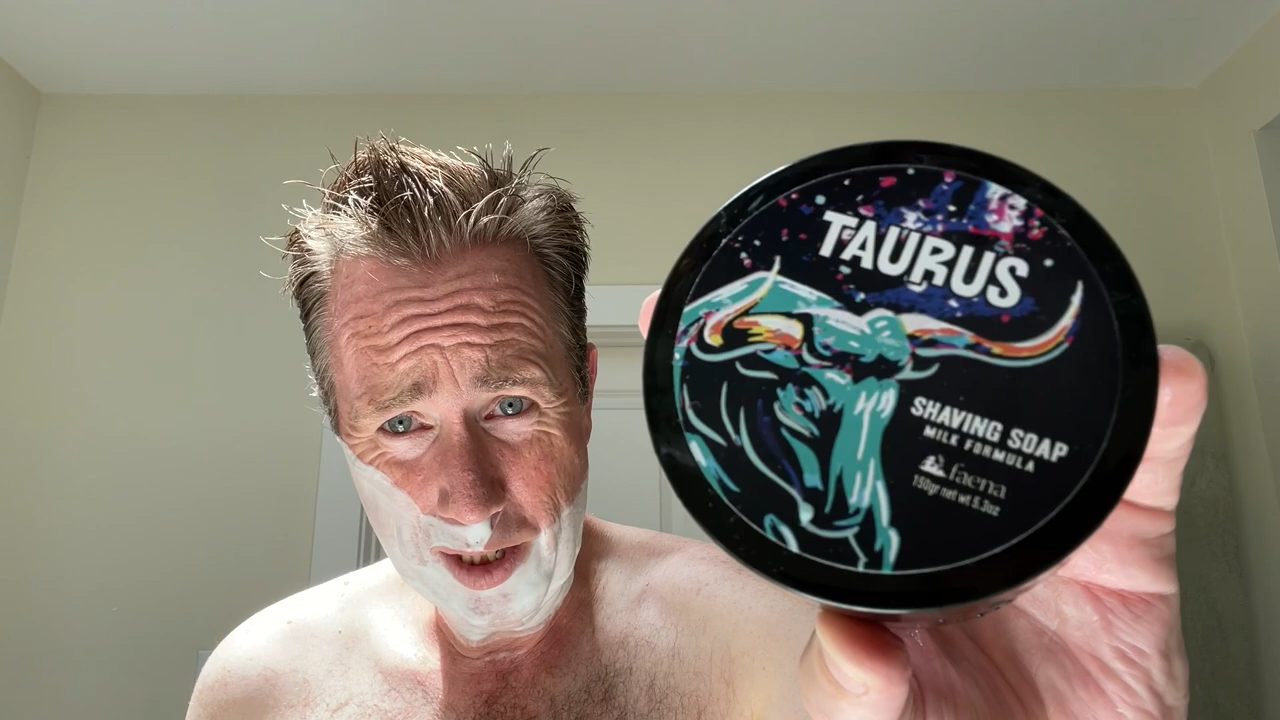 TAURUS
SHAVING SOAP
MILK FORMULA
faena
150gr net wt 5.3oz